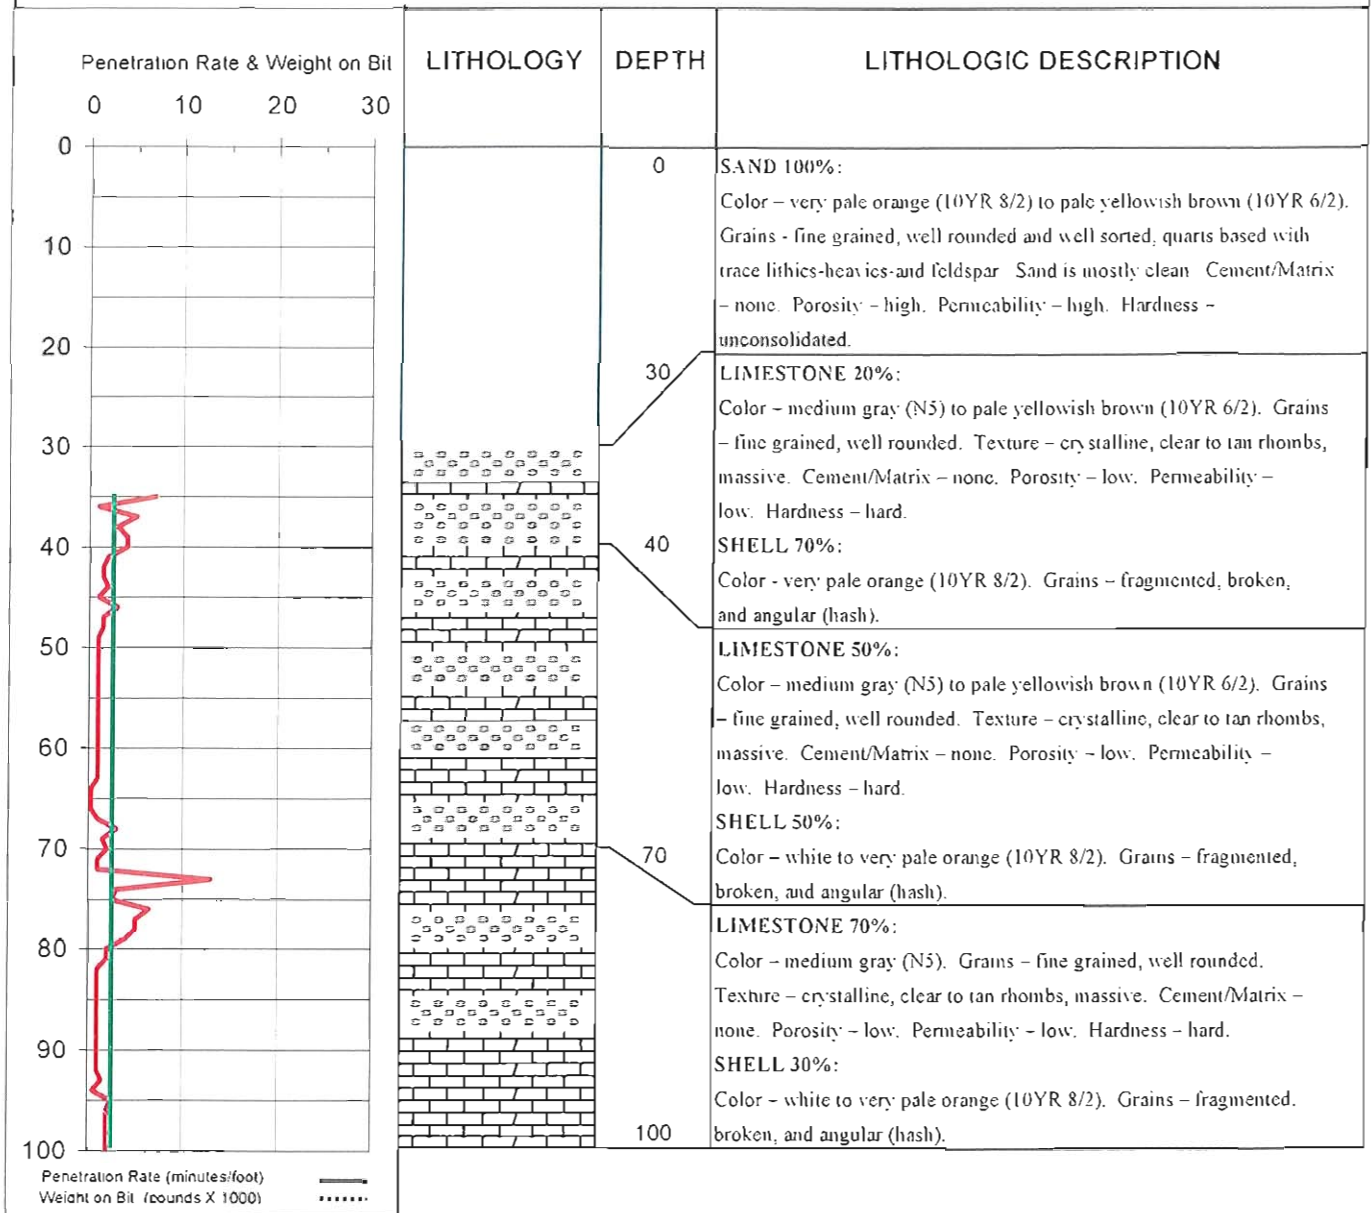 Penetration Rate & Weight on Bit
LITHOLOGY
DEPTH
LITHOLOGIC DESCRIPTION
0 10 20 30
0
10
20
30
40
50
60
70
80
90
100
0
30
40
70
100
SAND 100%:
Color – very pale orange (10YR 8/2) to pale yellowish brown (10YR 6/2).
Grains - fine grained, well rounded and well sorted, quarts based with
trace lithics-heavies-and feldspar Sand is mostly clean Cement/Matrix
– none. Porosity – high. Permeability – high. Hardness –
unconsolidated.
LIMESTONE 20%:
Color – medium gray (N5) to pale yellowish brown (10YR 6/2). Grains
– fine grained, well rounded. Texture – crystalline, clear to tan rhombs,
massive. Cement/Matrix – none. Porosity – low. Permeability –
low. Hardness – hard.
SHELL 70%:
Color - very pale orange (10YR 8/2). Grains – fragmented, broken,
and angular (hash).
LIMESTONE 50%:
Color – medium gray (N5) to pale yellowish brown (10YR 6/2). Grains
– fine grained, well rounded. Texture – crystalline, clear to tan rhombs,
massive. Cement/Matrix – none. Porosity – low. Permeability –
low. Hardness – hard.
SHELL 50%:
Color – white to very pale orange (10YR 8/2). Grains – fragmented,
broken, and angular (hash).
LIMESTONE 70%:
Color – medium gray (N5). Grains – fine grained, well rounded.
Texture – crystalline, clear to tan rhombs, massive. Cement/Matrix –
none. Porosity – low. Permeability – low. Hardness – hard.
SHELL 30%:
Color – white to very pale orange (10YR 8/2). Grains – fragmented.
broken, and angular (hash).
Penetration Rate (minutes/foot)
Weight on Bit (pounds X 1000)